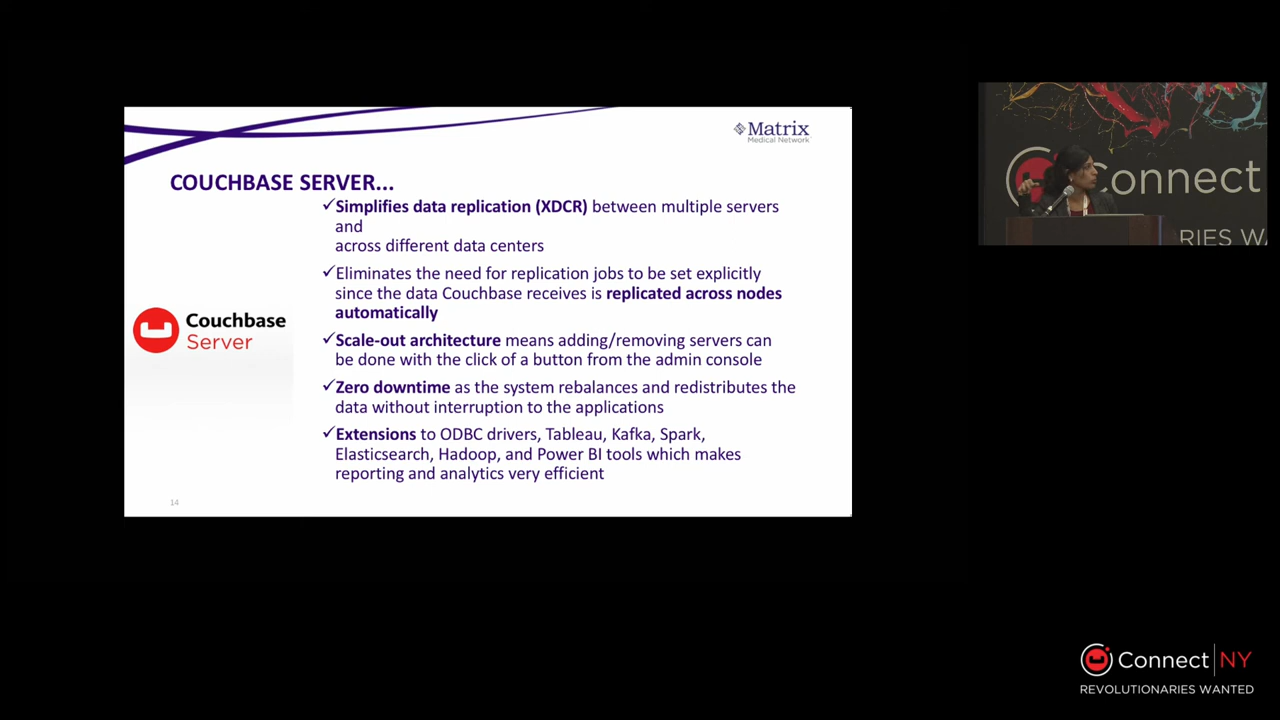 Matrix
Medical Network
COUCHBASE SERVER...
✓Simplifies data replication (XDCR) between multiple servers
and
across different data centers
✓Eliminates the need for replication jobs to be set explicitly
since the data Couchbase receives is replicated across nodes
automatically
✓Scale-out architecture means adding/removing servers can
be done with the click of a button from the admin console
✓Zero downtime as the system rebalances and redistributes the
data without interruption to the applications
✓Extensions to ODBC drivers, Tableau, Kafka, Spark,
Elasticsearch, Hadoop, and Power BI tools which makes
reporting and analytics very efficient
Couchbase
Server
14
Connect
RIES WA
Connect NY
REVOLUTIONARIES WANTED